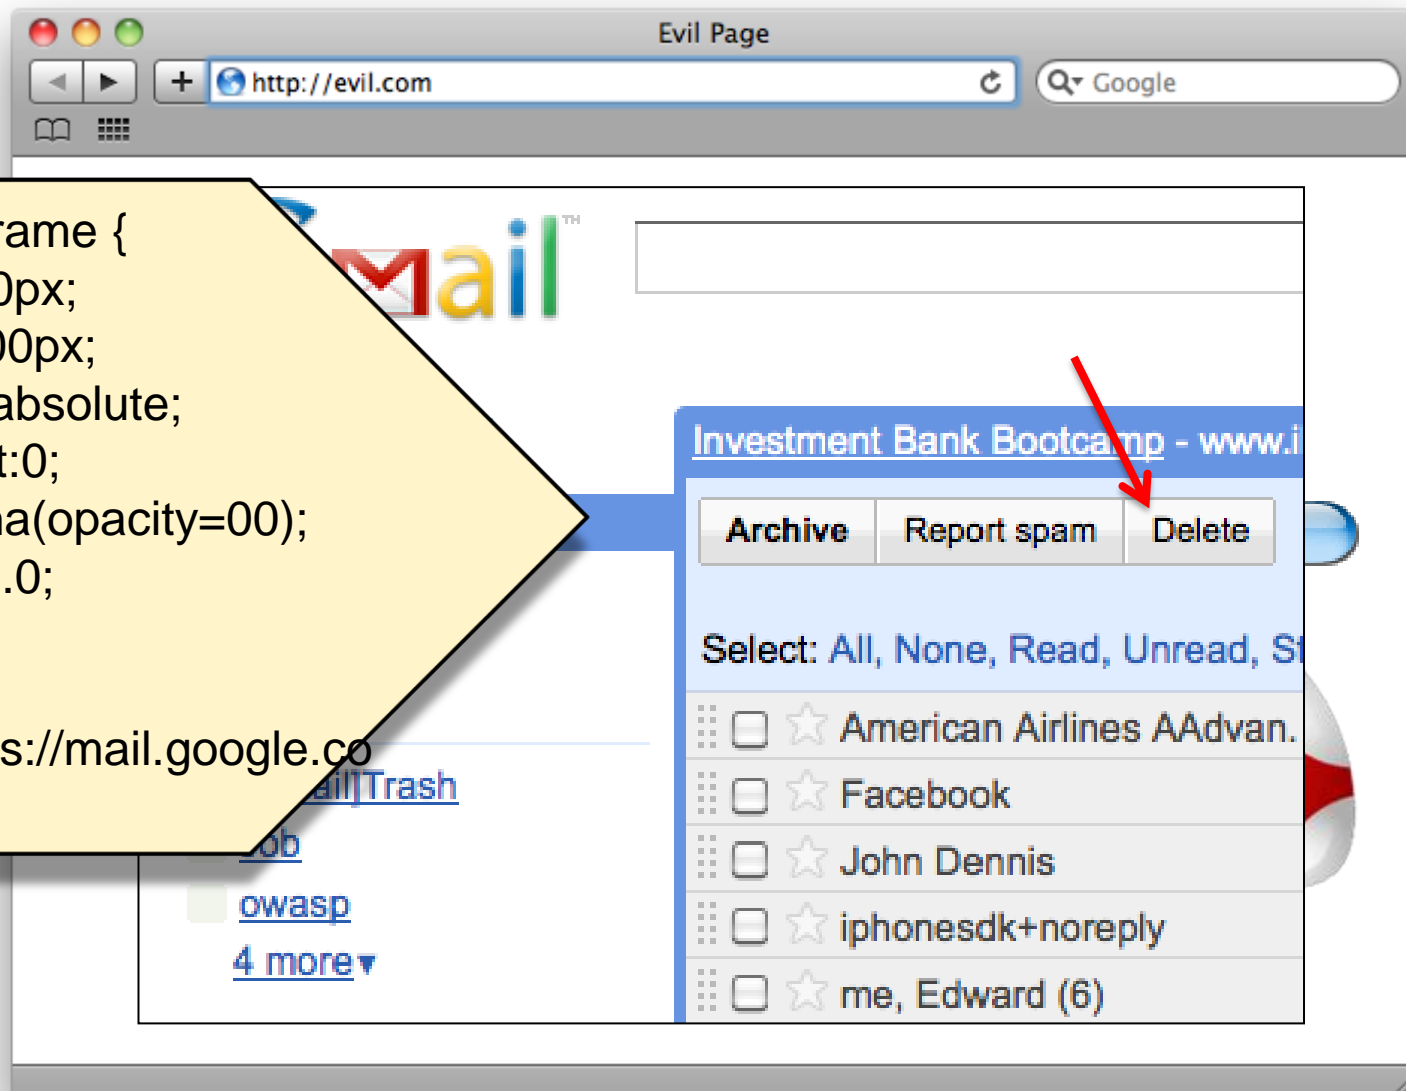 Evil Page
http://evil.com
Google
rame {
0px;
00px;
absolute;
t:0;
na(opacity=00);
.0;
s://mail.google.co
mail
TM
Investment Bank Bootcamp - www.i
Archive Report spam Delete
Select: All, None, Read, Unread, St
American Airlines AAdvan.
Facebook
John Dennis
iphonesdk+noreply
me, Edward (6)
ail]Trash
owasp
4 more